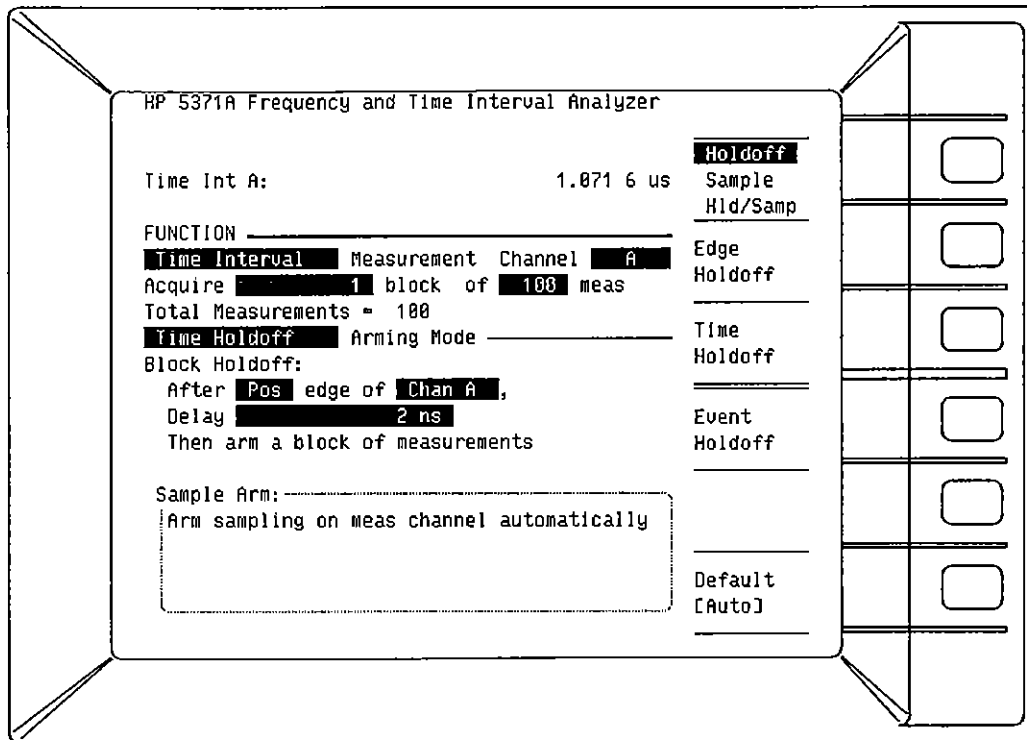 HP 5371A Frequency and Time Interval Analyzer
Time Int A: 1.071 6 us
FUNCTION
Time Interval Measurement Channel A
Acquire 1 block of 100 meas
Total Measurements = 100
Time Holdoff Arming Mode
Block Holdoff:
After Pos edge of Chan A ,
Delay 2 ns
Then arm a block of measurements
Sample Arm:
Arm sampling on meas channel automatically
Holdoff
Sample
Hld/Samp
Edge
Holdoff
Time
Holdoff
Event
Holdoff
Default
[Auto]